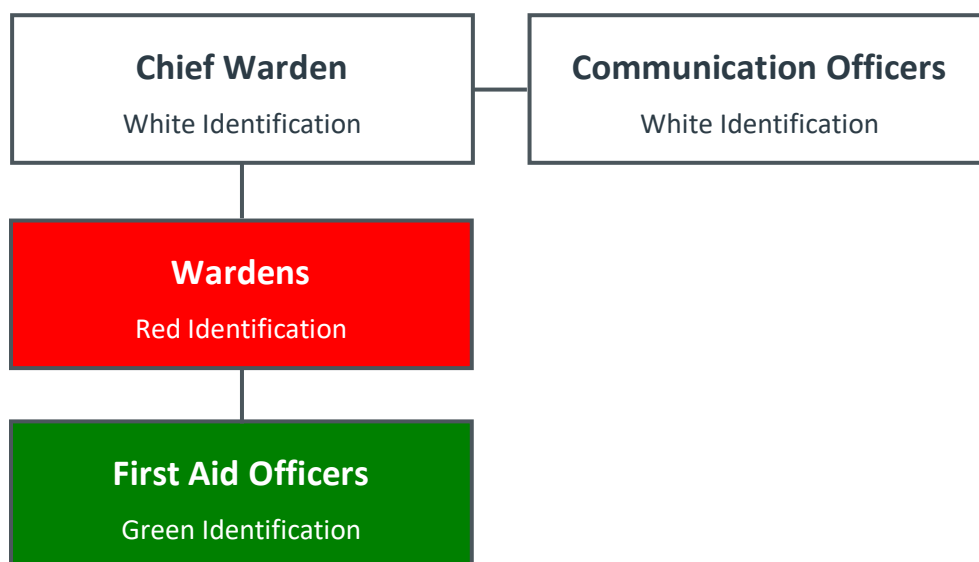 Chief Warden
White Identification
Communication Officers
White Identification
Wardens
Red Identification
First Aid Officers
Green Identification